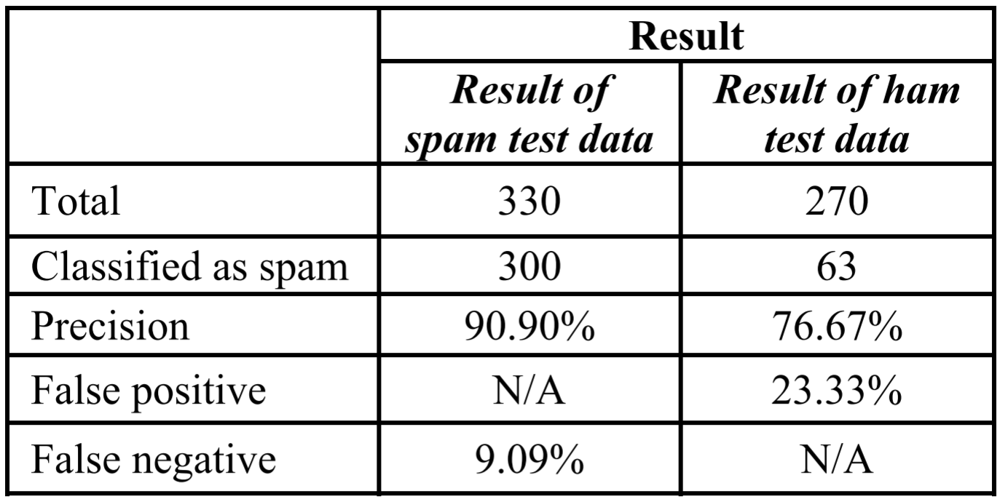 Result
Result of spam test data Result of ham test data
Total 330 270
Classified as spam 300 63
Precision 90.90% 76.67%
False positive N/A 23.33%
False negative 9.09% N/A